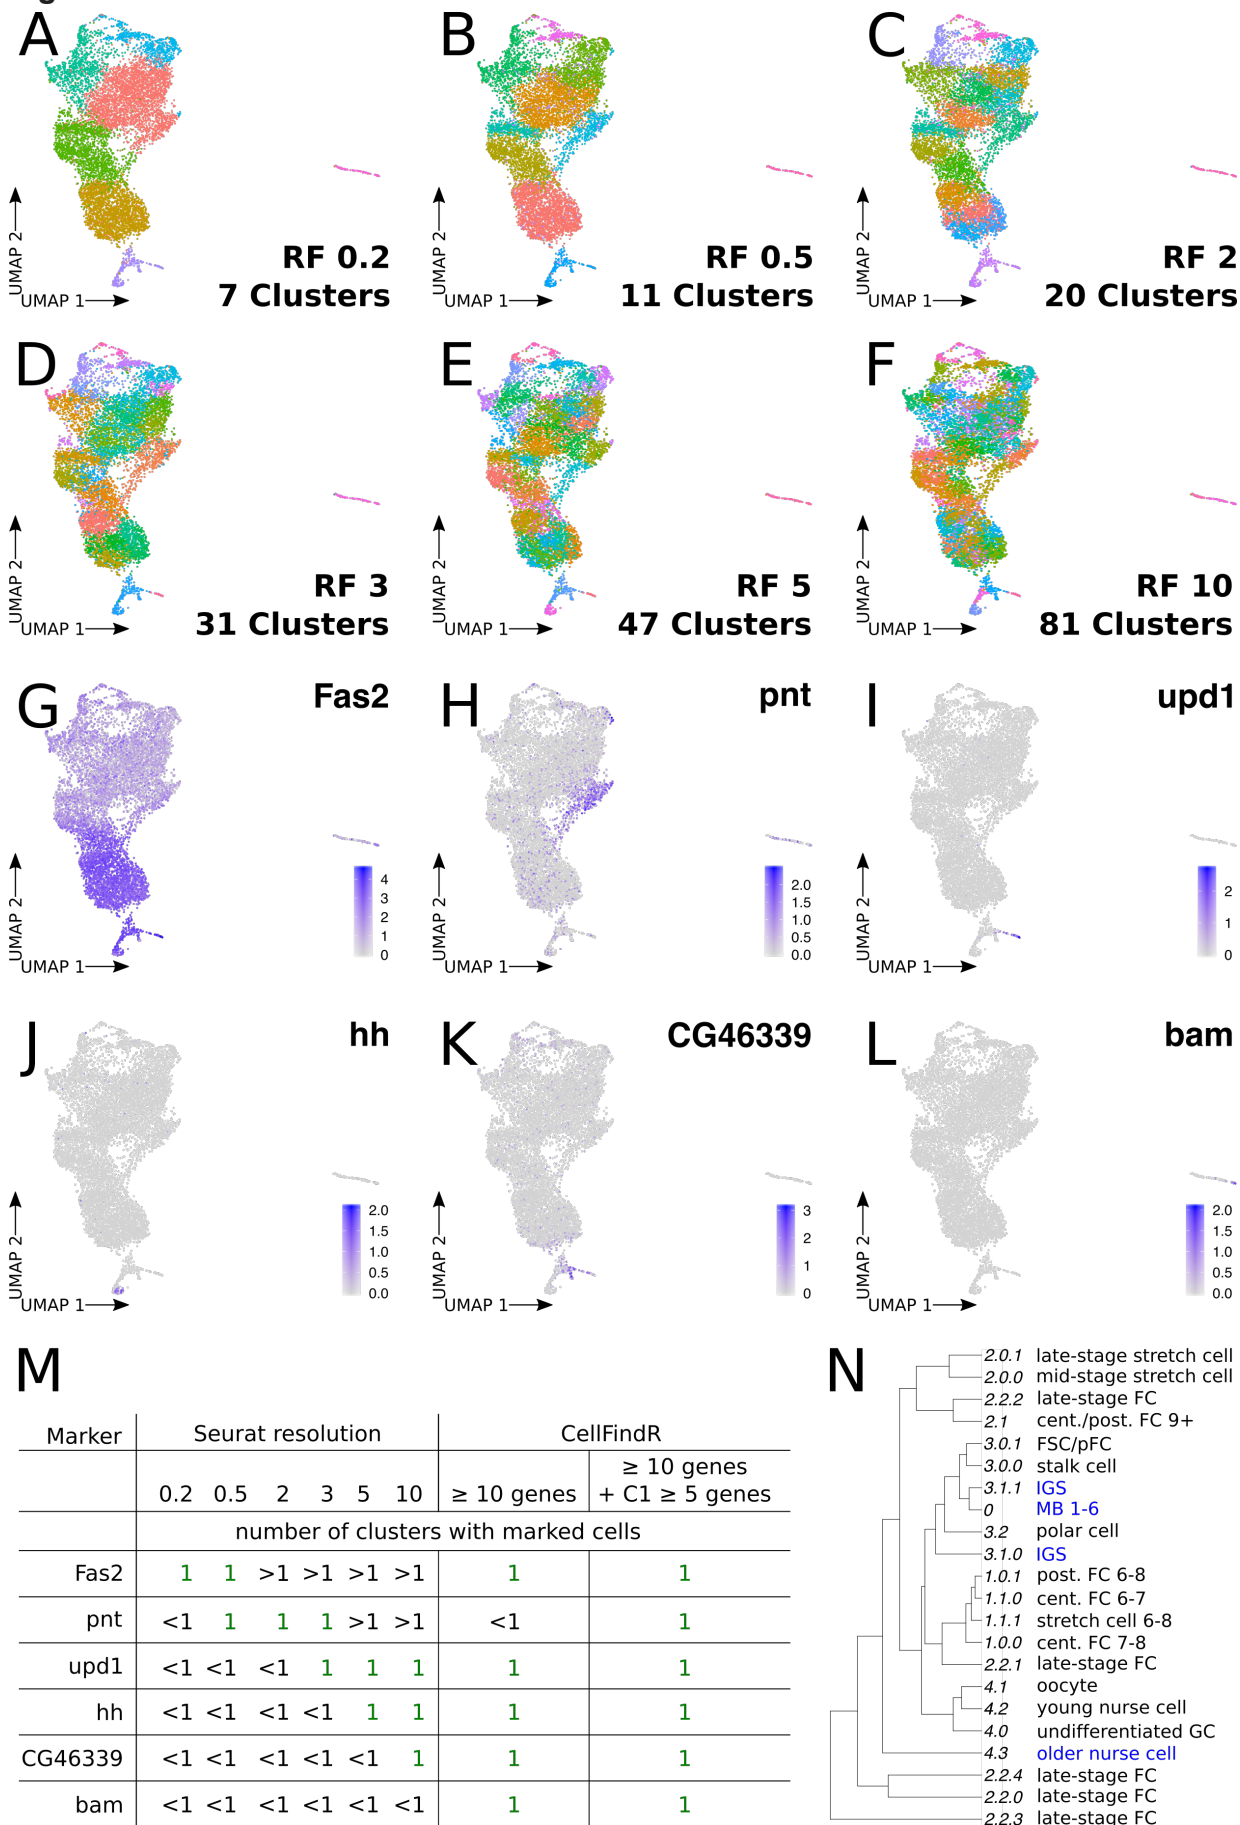 A
RF 0.2
7 Clusters
UMAP 2
UMAP 1
B
RF 0.5
11 Clusters
UMAP 2
UMAP 1
C
RF 2
20 Clusters
UMAP 2
UMAP 1
D
RF 3
31 Clusters
UMAP 2
UMAP 1
E
RF 5
47 Clusters
UMAP 2
UMAP 1
F
RF 10
81 Clusters
UMAP 2
UMAP 1
G
Fas2
4
3
2
1
0
UMAP 2
UMAP 1
H
pnt
2.0
1.5
1.0
0.5
0.0
UMAP 2
UMAP 1
I
upd1
2
1
0
UMAP 2
UMAP 1
J
hh
2.0
1.5
1.0
0.5
0.0
UMAP 2
UMAP 1
K
CG46339
3
2
1
0
UMAP 2
UMAP 1
L
bam
2.0
1.5
1.0
0.5
0.0
UMAP 2
UMAP 1
M
Marker Seurat resolution CellFindR
0.2 0.5 2 3 5 10 ≥ 10 genes ≥ 10 genes
+ C1 ≥ 5 genes
number of clusters with marked cells
Fas2 1 1 >1 >1 >1 >1 1 1
pnt <1 1 1 1 >1 >1 <1 1
upd1 <1 <1 <1 1 1 1 1 1
hh <1 <1 <1 <1 1 1 1 1
CG46339 <1 <1 <1 <1 <1 1 1 1
bam <1 <1 <1 <1 <1 <1 1 1
N
2.0.1 late-stage stretch cell
2.0.0 mid-stage stretch cell
2.2.2 late-stage FC
2.1 cent./post. FC 9+
3.0.1 FSC/pFC
3.0.0 stalk cell
3.1.1 IGS
0 MB 1-6
3.2 polar cell
3.1.0 IGS
1.0.1 post. FC 6-8
1.1.0 cent. FC 6-7
1.1.1 stretch cell 6-8
1.0.0 cent. FC 7-8
2.2.1 late-stage FC
4.1 oocyte
4.2 young nurse cell
4.0 undifferentiated GC
4.3 older nurse cell
2.2.4 late-stage FC
2.2.0 late-stage FC
2.2.3 late-stage FC